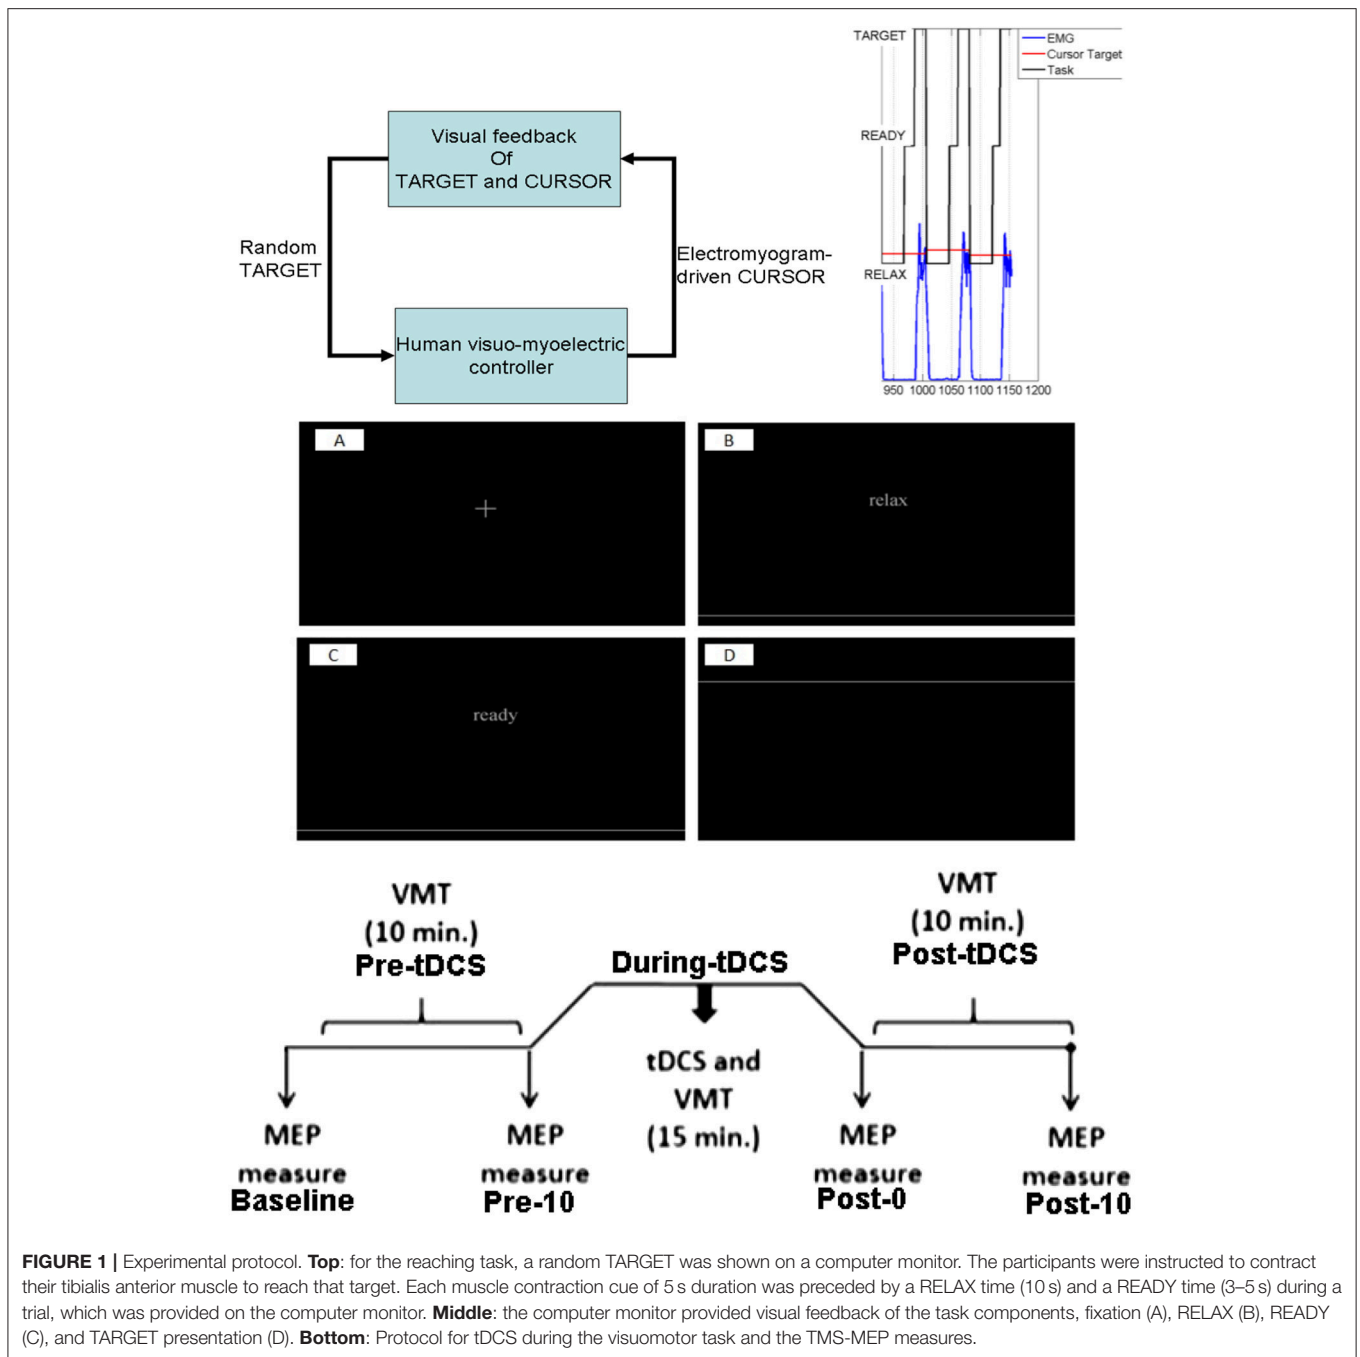 Visual feedback
Of
TARGET and CURSOR
Random
TARGET
Electromyogram-
driven CURSOR
Human visuo-myoelectric
controller
TARGET
READY
RELAX
EMG
Cursor Target
Task
950 1000 1050 1100 1150 1200
A
B
relax
C
ready
D
VMT
(10 min.)
Pre-tDCS
During-tDCS
VMT
(10 min.)
Post-tDCS
tDCS and
VMT
(15 min.)
MEP
measure
Baseline
MEP
measure
Pre-10
MEP
measure
Post-0
MEP
measure
Post-10
FIGURE 1 | Experimental protocol. Top: for the reaching task, a random TARGET was shown on a computer monitor. The participants were instructed to contract
their tibialis anterior muscle to reach that target. Each muscle contraction cue of 5 s duration was preceded by a RELAX time (10 s) and a READY time (3–5 s) during a
trial, which was provided on the computer monitor. Middle: the computer monitor provided visual feedback of the task components, fixation (A), RELAX (B), READY
(C), and TARGET presentation (D). Bottom: Protocol for tDCS during the visuomotor task and the TMS-MEP measures.